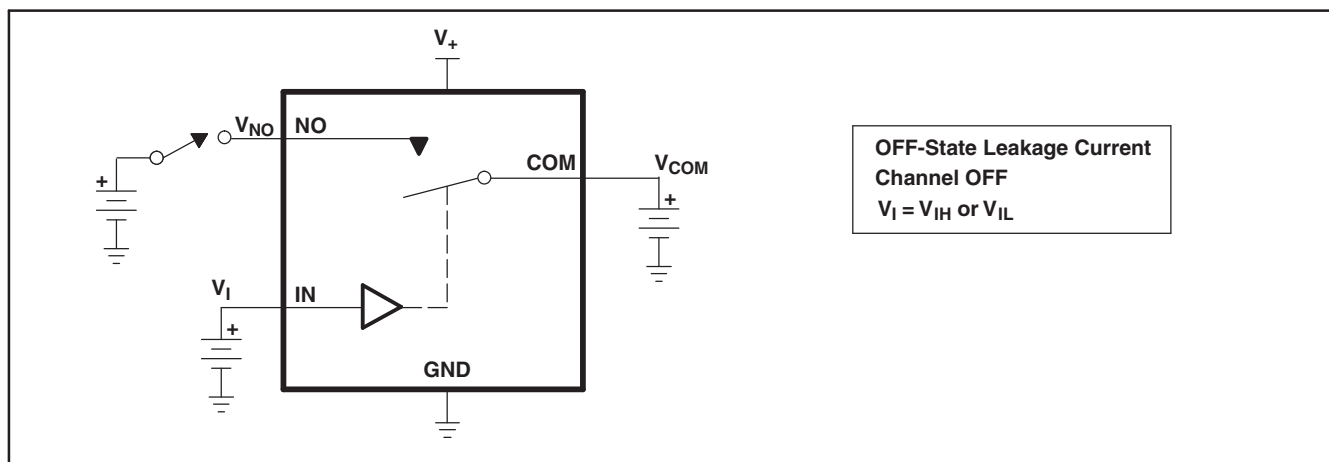 V+
VNO NO
COM VCOM
+
+
VI IN
+
GND
OFF-State Leakage Current
Channel OFF
VI = VIH or VIL